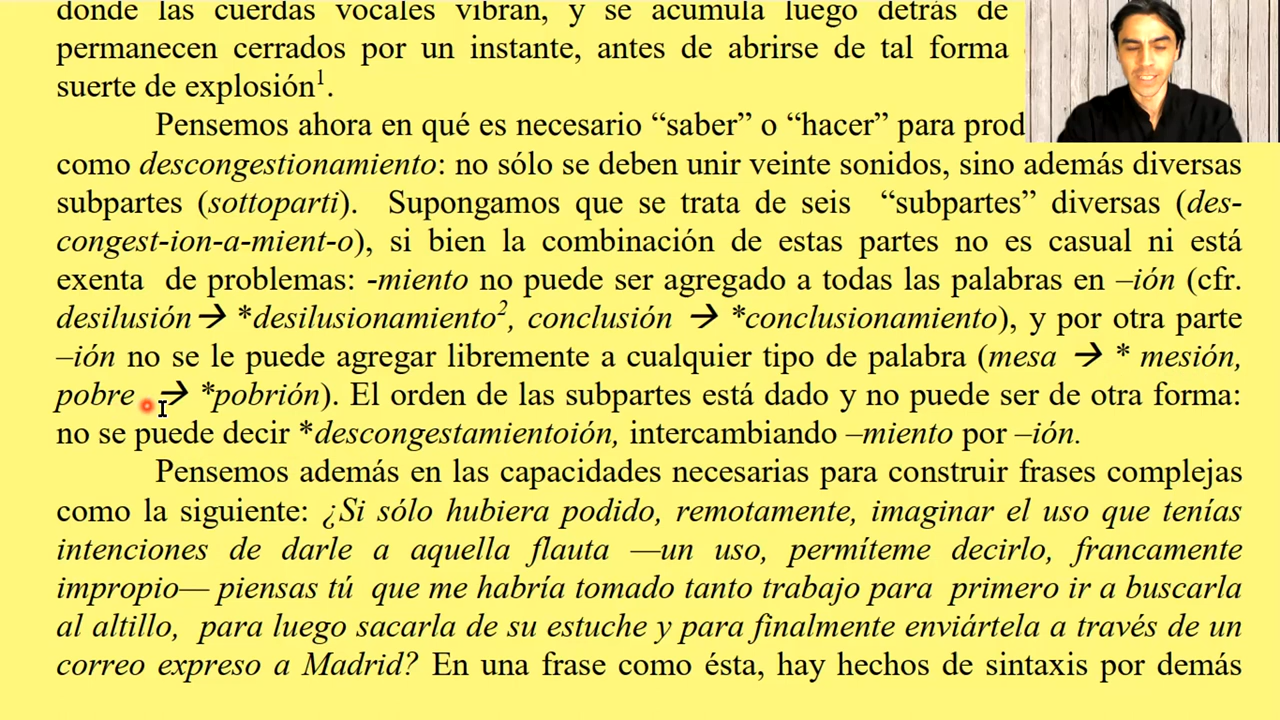 donde las cuerdas vocales vibran, y se acumula luego detrás de
permanecen cerrados por un instante, antes de abrirse de tal forma
suerte de explosión¹.
Pensemos ahora en qué es necesario “saber” o “hacer” para prod
como descongestionamiento: no sólo se deben unir veinte sonidos, sino además diversas
subpartes (sottoparti). Supongamos que se trata de seis “subpartes” diversas (des-
congest-ion-a-mient-o), si bien la combinación de estas partes no es casual ni está
exenta de problemas: -miento no puede ser agregado a todas las palabras en –ión (cfr.
desilusión→ *desilusionamiento², conclusión → *conclusionamiento), y por otra parte
–ión no se le puede agregar libremente a cualquier tipo de palabra (mesa → * mesión,
pobre → *pobrión). El orden de las subpartes está dado y no puede ser de otra forma:
no se puede decir *descongestamientoión, intercambiando –miento por –ión.
Pensemos además en las capacidades necesarias para construir frases complejas
como la siguiente: ¿Si sólo hubiera podido, remotamente, imaginar el uso que tenías
intenciones de darle a aquella flauta —un uso, permíteme decirlo, francamente
impropio— piensas tú que me habría tomado tanto trabajo para primero ir a buscarla
al altillo, para luego sacarla de su estuche y para finalmente enviártela a través de un
correo expreso a Madrid? En una frase como ésta, hay hechos de sintaxis por demás